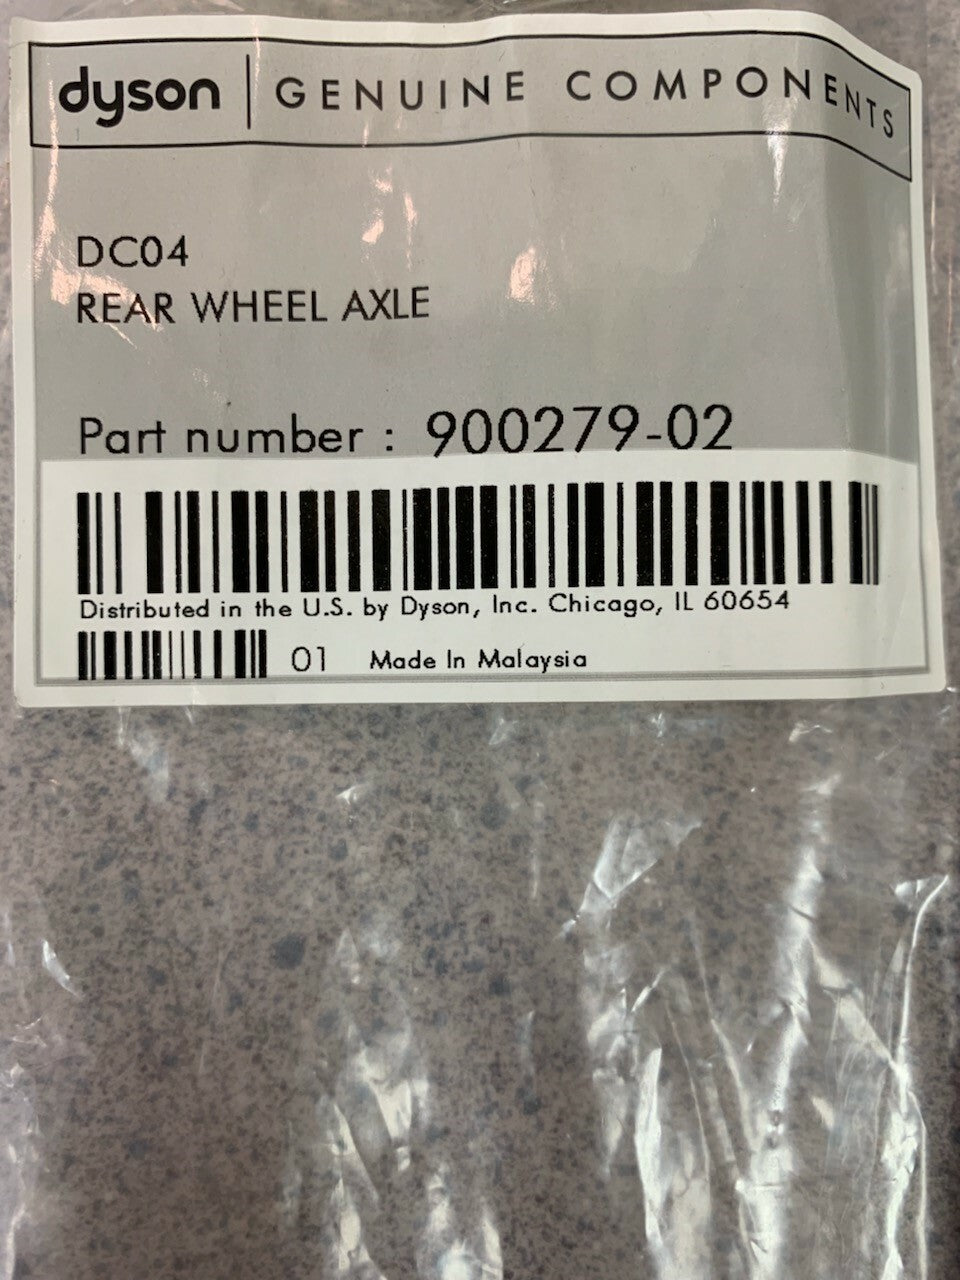 dyson | GENUINE COMPONENTS
DC04
REAR WHEEL AXLE
Part number : 900279-02
Distributed in the U.S. by Dyson, Inc. Chicago, IL 60654
01 Made In Malaysia